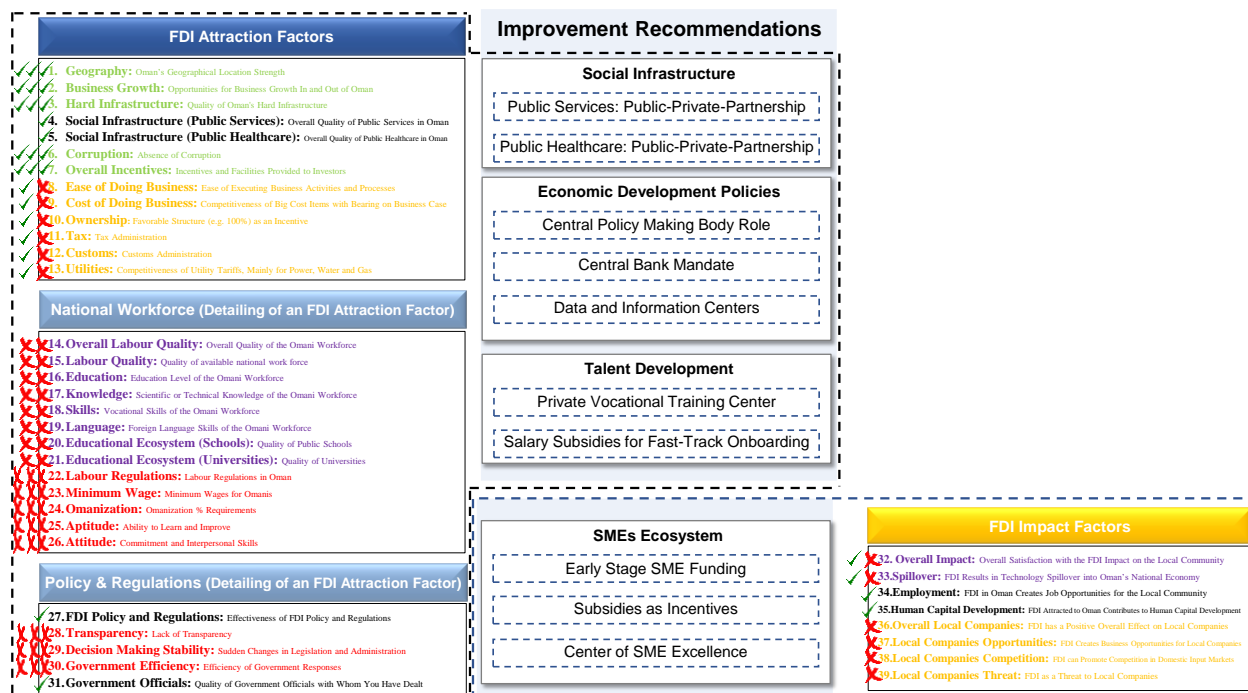 FDI Attraction Factors
1. Geography: Oman's Geographical Location Strength
2. Business Growth: Opportunities for Business Growth In and Out of Oman
3. Hard Infrastructure: Quality of Oman's Hard Infrastructure
4. Social Infrastructure (Public Services): Overall Quality of Public Services in Oman
5. Social Infrastructure (Public Healthcare): Overall Quality of Public Healthcare in Oman
6. Corruption: Absence of Corruption
7. Overall Incentives: Incentives and Facilities Provided to Investors
8. Ease of Doing Business: Ease of Executing Business Activities and Processes
9. Cost of Doing Business: Competitiveness of Big Cost Items with Bearing on Business Case
10. Ownership: Favorable Structure (e.g. 100%) as an Incentive
11. Tax: Tax Administration
12. Customs: Customs Administration
13. Utilities: Competitiveness of Utility Tariffs, Mainly for Power, Water and Gas
National Workforce (Detailing of an FDI Attraction Factor)
14. Overall Labour Quality: Overall Quality of the Omani Workforce
15. Labour Quality: Quality of available national work force
16. Education: Education Level of the Omani Workforce
17. Knowledge: Scientific or Technical Knowledge of the Omani Workforce
18. Skills: Vocational Skills of the Omani Workforce
19. Language: Foreign Language Skills of the Omani Workforce
20. Educational Ecosystem (Schools): Quality of Public Schools
21. Educational Ecosystem (Universities): Quality of Universities
22. Labour Regulations: Labour Regulations in Oman
23. Minimum Wage: Minimum Wages for Omanis
24. Omanization: Omanization % Requirements
25. Aptitude: Ability to Learn and Improve
26. Attitude: Commitment and Interpersonal Skills
Policy & Regulations (Detailing of an FDI Attraction Factor)
27. FDI Policy and Regulations: Effectiveness of FDI Policy and Regulations
28. Transparency: Lack of Transparency
29. Decision Making Stability: Sudden Changes in Legislation and Administration
30. Government Efficiency: Efficiency of Government Responses
31. Government Officials: Quality of Government Officials with Whom You Have Dealt
Improvement Recommendations
Social Infrastructure
Public Services: Public-Private-Partnership
Public Healthcare: Public-Private-Partnership
Economic Development Policies
Central Policy Making Body Role
Central Bank Mandate
Data and Information Centers
Talent Development
Private Vocational Training Center
Salary Subsidies for Fast-Track Onboarding
SMEs Ecosystem
Early Stage SME Funding
Subsidies as Incentives
Center of SME Excellence
FDI Impact Factors
32. Overall Impact: Overall Satisfaction with the FDI Impact on the Local Community
33. Spillover: FDI Results in Technology Spillover into Oman's National Economy
34. Employment: FDI in Oman Creates Job Opportunities for the Local Community
35. Human Capital Development: FDI Attracted to Oman Contributes to Human Capital Development
36. Overall Local Companies: FDI has a Positive Overall Effect on Local Companies
37. Local Companies Opportunities: FDI Creates Business Opportunities for Local Companies
38. Local Companies Competition: FDI can Promote Competition in Domestic Input Markers
39. Local Companies Threat: FDI as a Threat to Local Companies